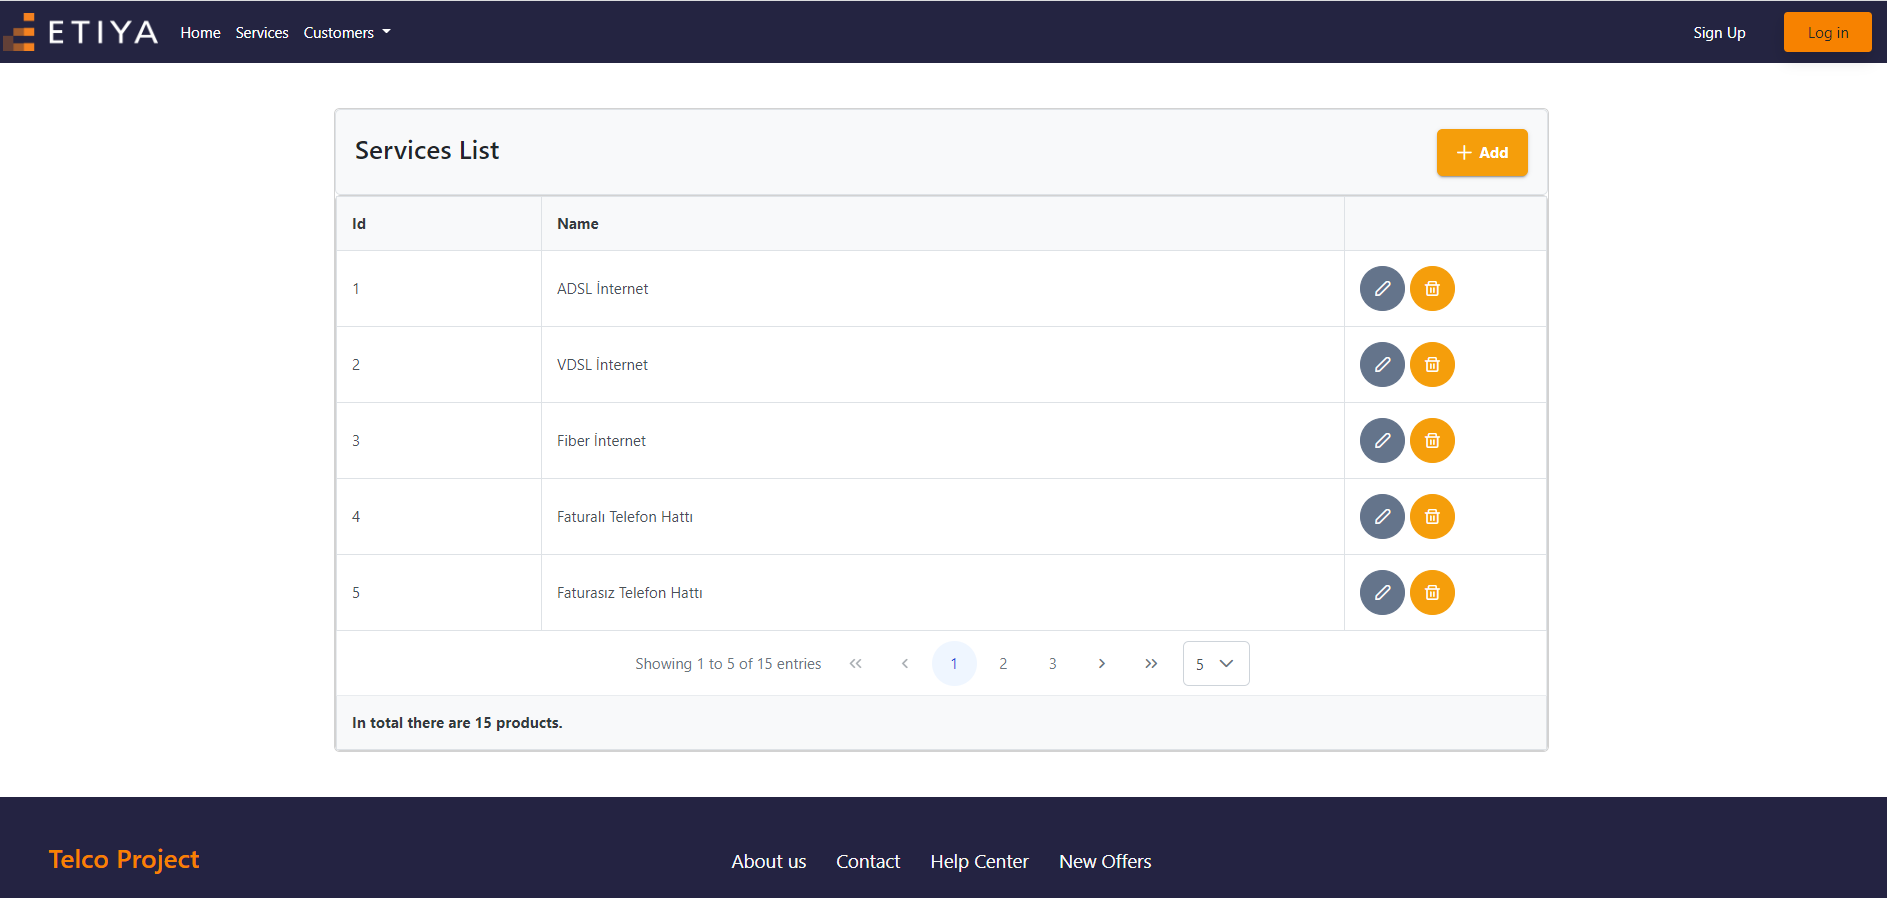 ETIYA Home Services Customers Sign Up Log in
Services List
Add
Id Name
1 ADSL İnternet
2 VDSL İnternet
3 Fiber İnternet
4 Faturalı Telefon Hattı
5 Faturasız Telefon Hattı
Showing 1 to 5 of 15 entries « ‹ 1 2 3 › » 5
In total there are 15 products.
Telco Project About us Contact Help Center New Offers